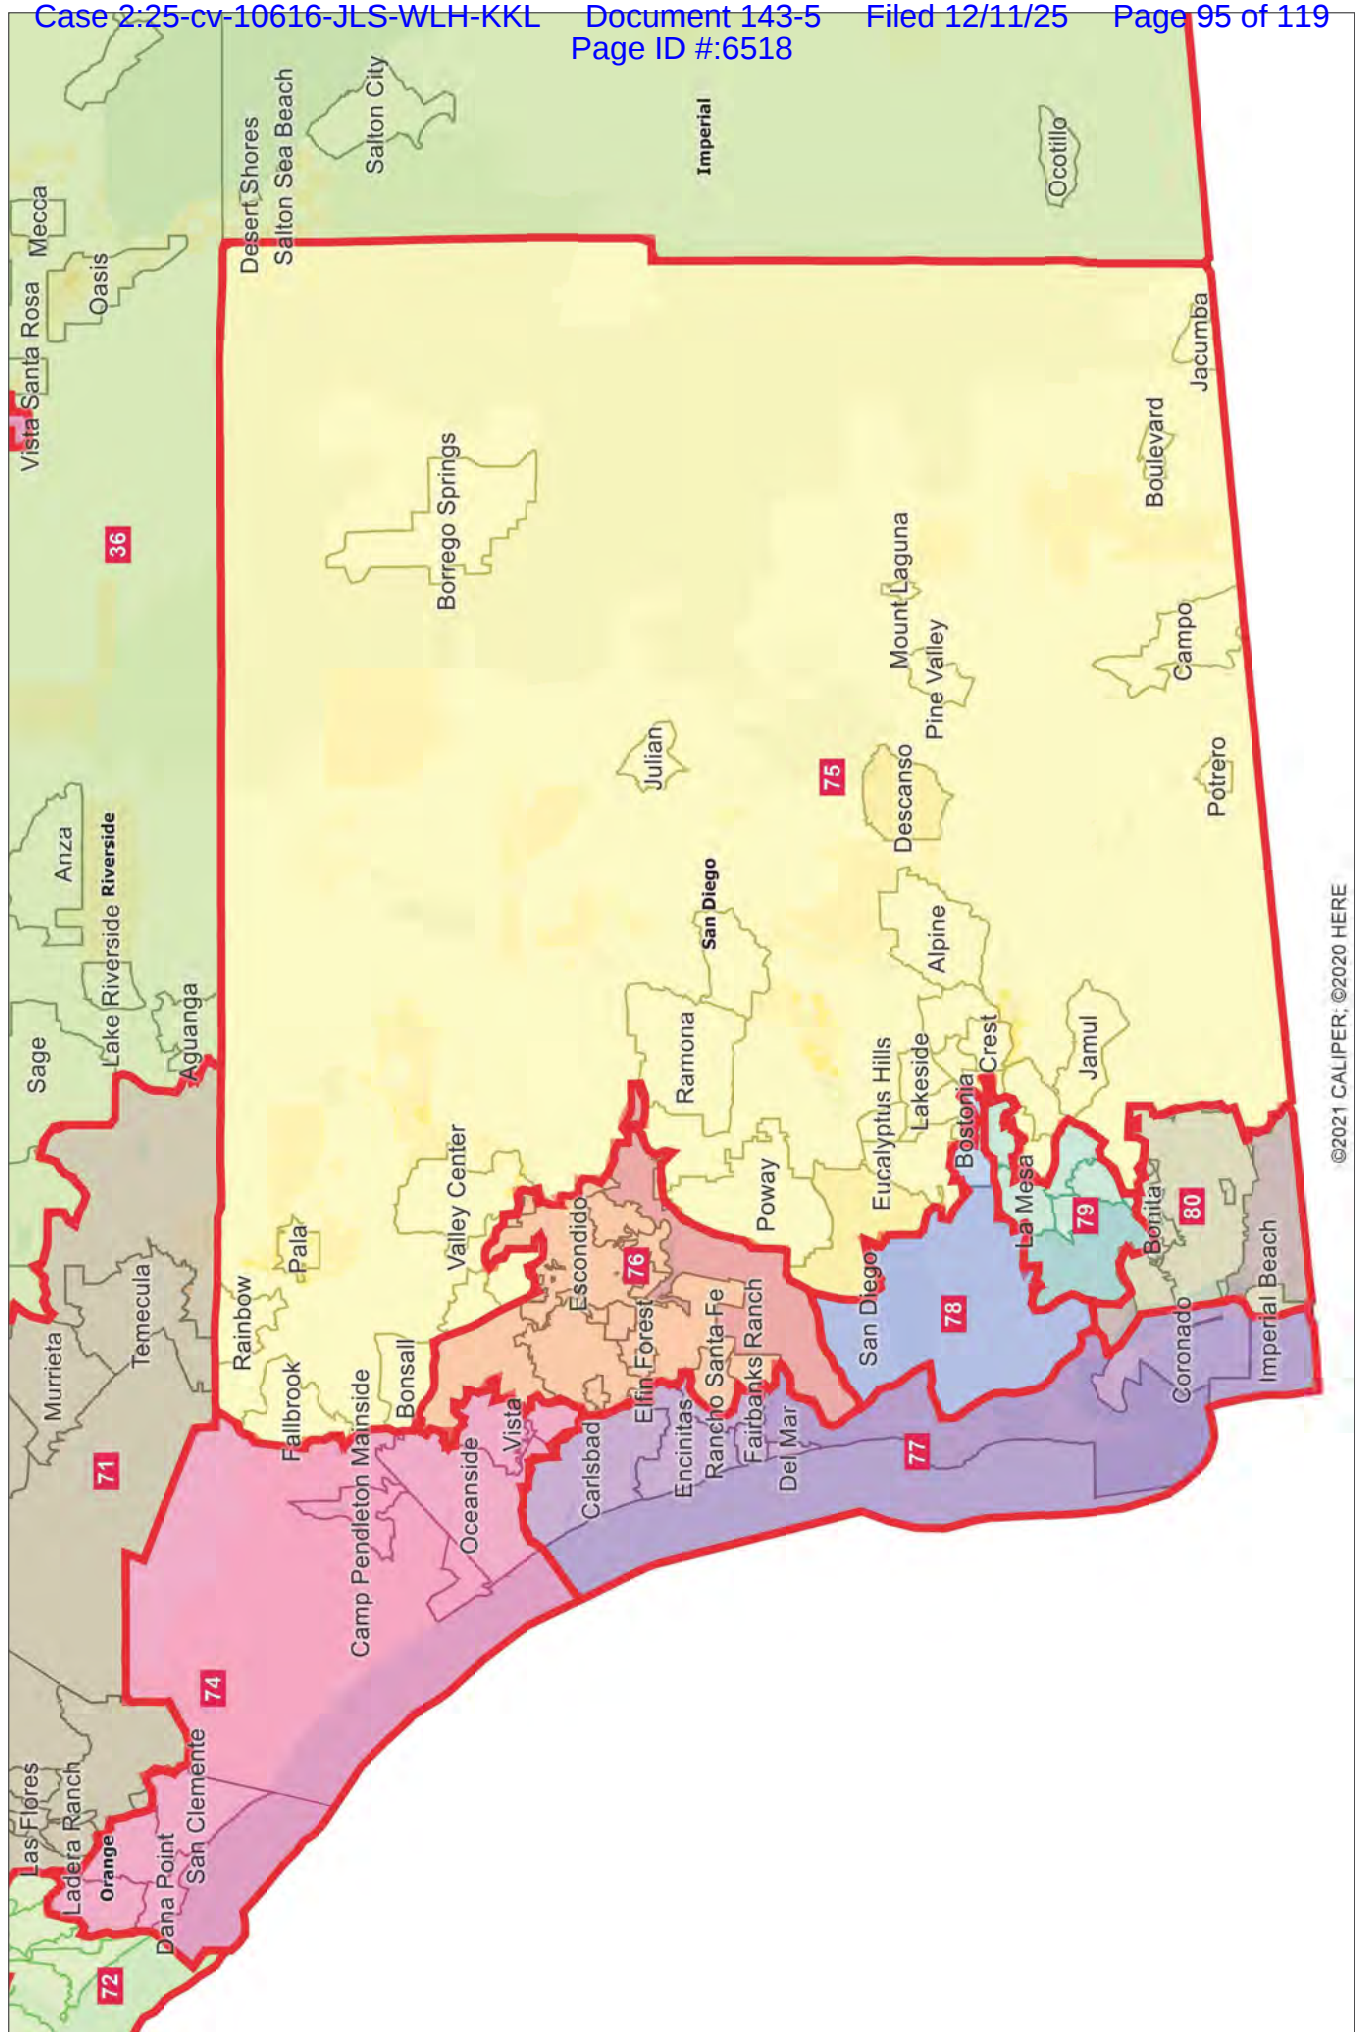 Case 2:25-cv-10616-JLS-WLH-KKL Document 143-5 Filed 12/11/25 Page 95 of 119
Page ID #:6518
Las Flores
Ladera Ranch
Orange
72
Dana Point
San Clemente
74
71
Murrieta
Temecula
Sage
Lake Riverside
Riverside
Aguanga
Anza
36
Vista Santa Rosa
Mecca
Oasis
Desert Shores
Salton Sea Beach
Salton City
Imperial
Ocotillo
Rainbow
Fallbrook
Pala
Camp Pendleton Mainside
Bonsall
Valley Center
Borrego Springs
Oceanside
Vista
Carlsbad
Escondido
76
Elfin Forest
Encinitas
Rancho Santa Fe
Fairbanks Ranch
Del Mar
Ramona
San Diego
Julian
Poway
75
San Diego
Eucalyptus Hills
Lakeside
Alpine
Descanso
Mount Laguna
Pine Valley
77
78
Bostonia
Crest
La Mesa
79
Jamul
Bonita
80
Coronado
Imperial Beach
Potrero
Campo
Boulevard
Jacumba
©2021 CALIPER; ©2020 HERE